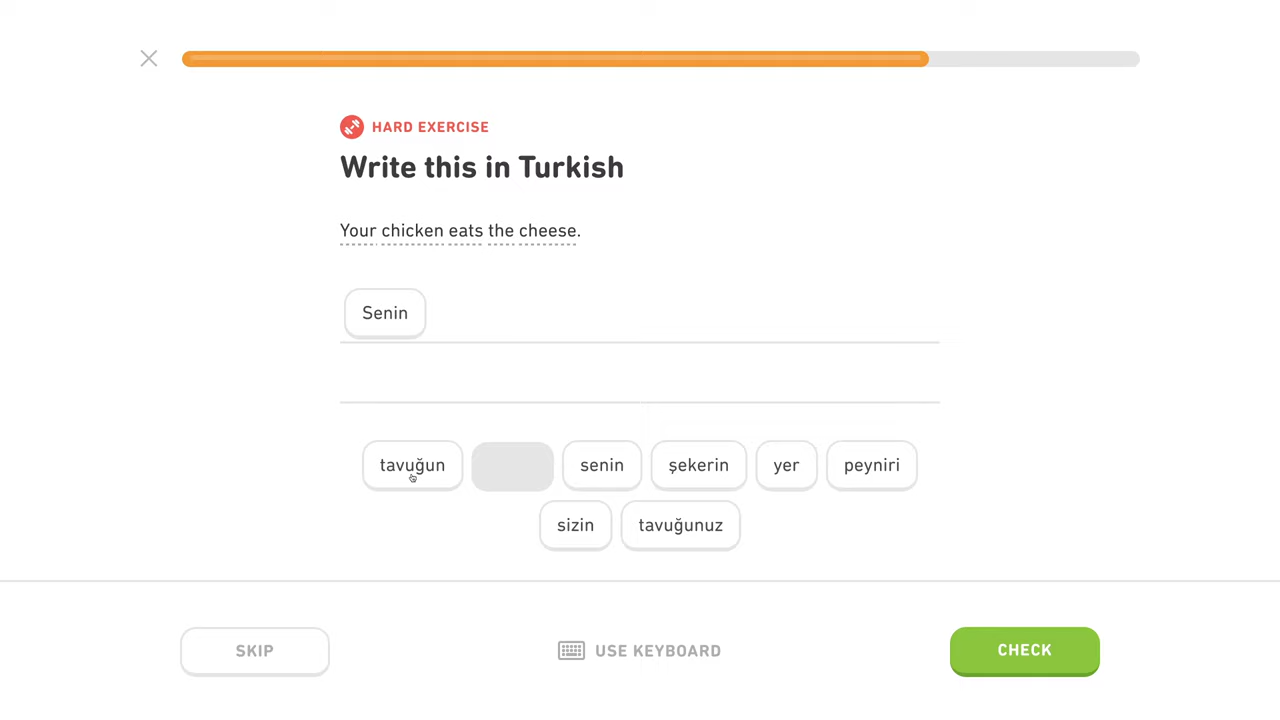 HARD EXERCISE
Write this in Turkish
Your chicken eats the cheese.
Senin
tavuğun senin şekerin yer peyniri
sizin tavuğunuz
SKIP USE KEYBOARD CHECK